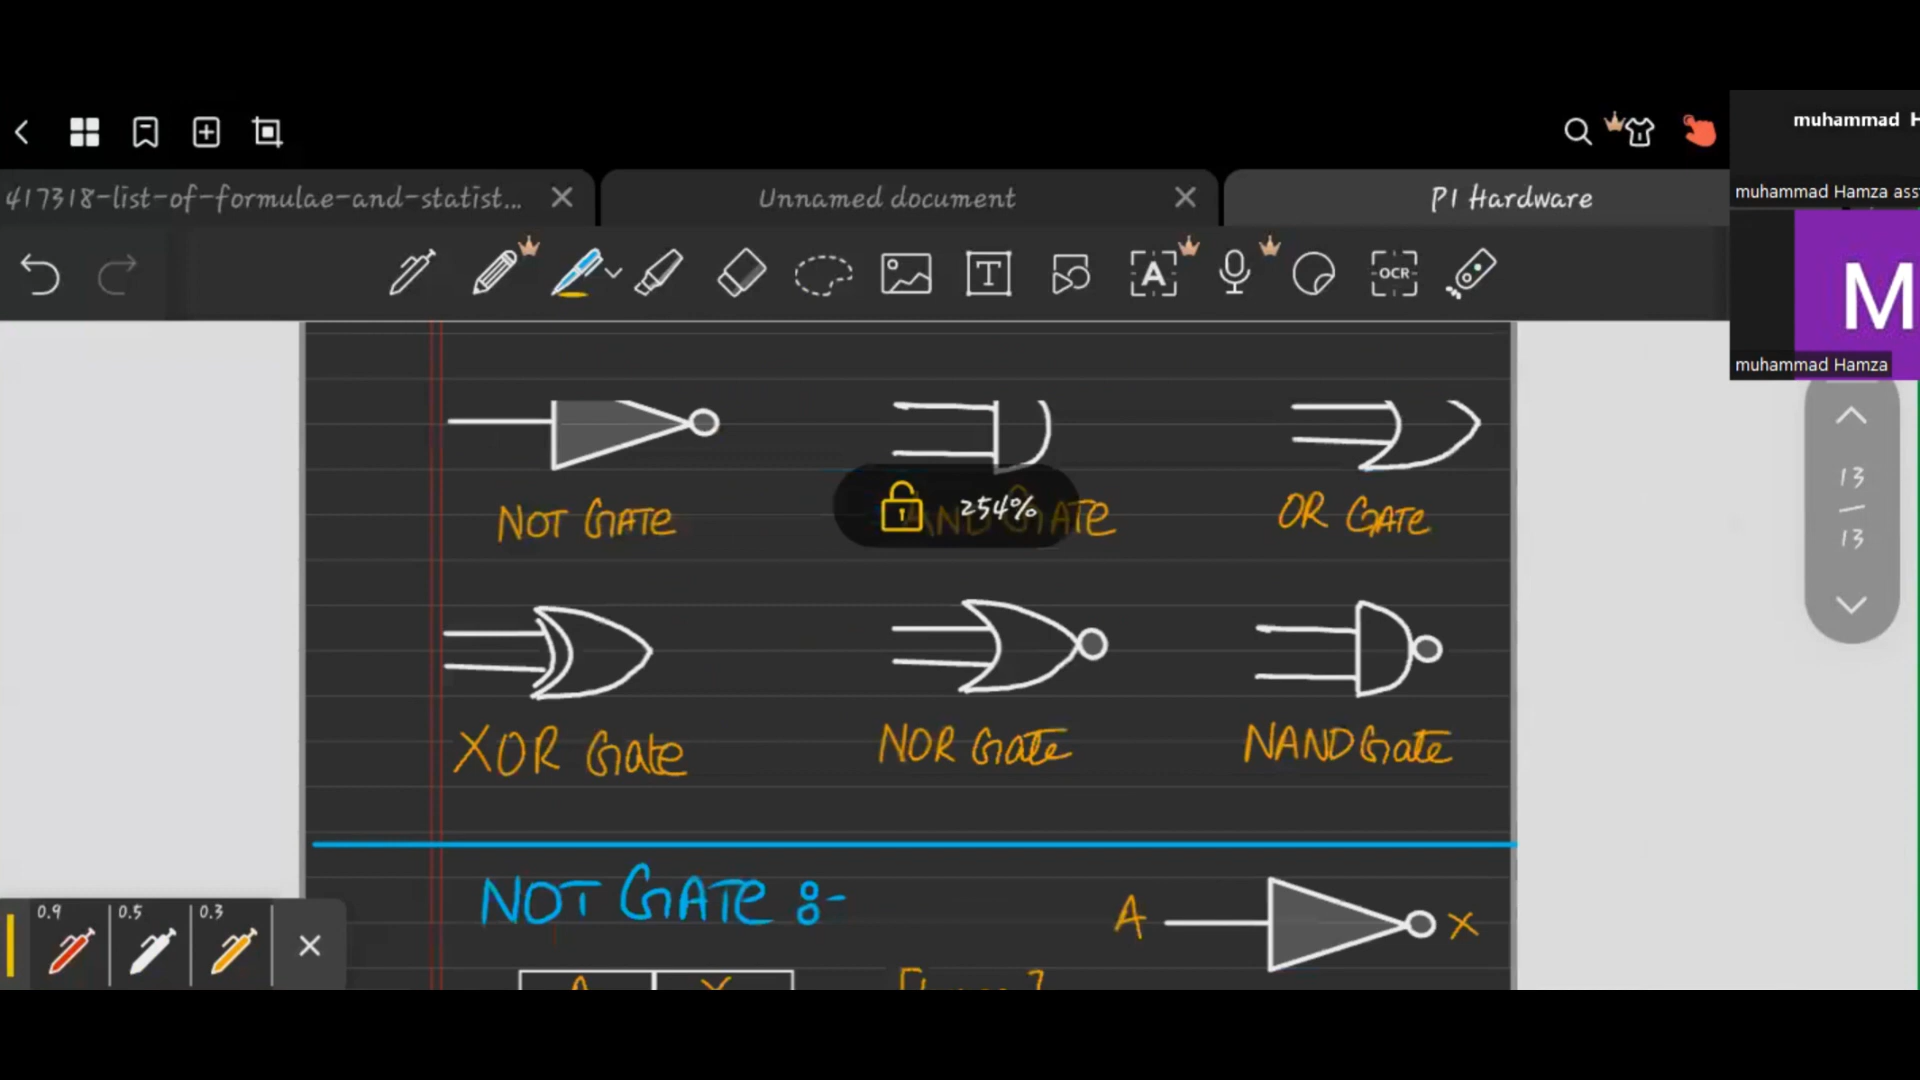 muhammad H
muhammad Hamza ass
417318-list-of-formulae-and-statist...
Unnamed document
P1 Hardware
T
A
OCR
M
muhammad Hamza
13
13
NOT GATE
254%
AND GATE
OR GATE
XOR Gate
NOR Gate
NAND Gate
NOT GATE :-
A
X
0.9
0.5
0.3